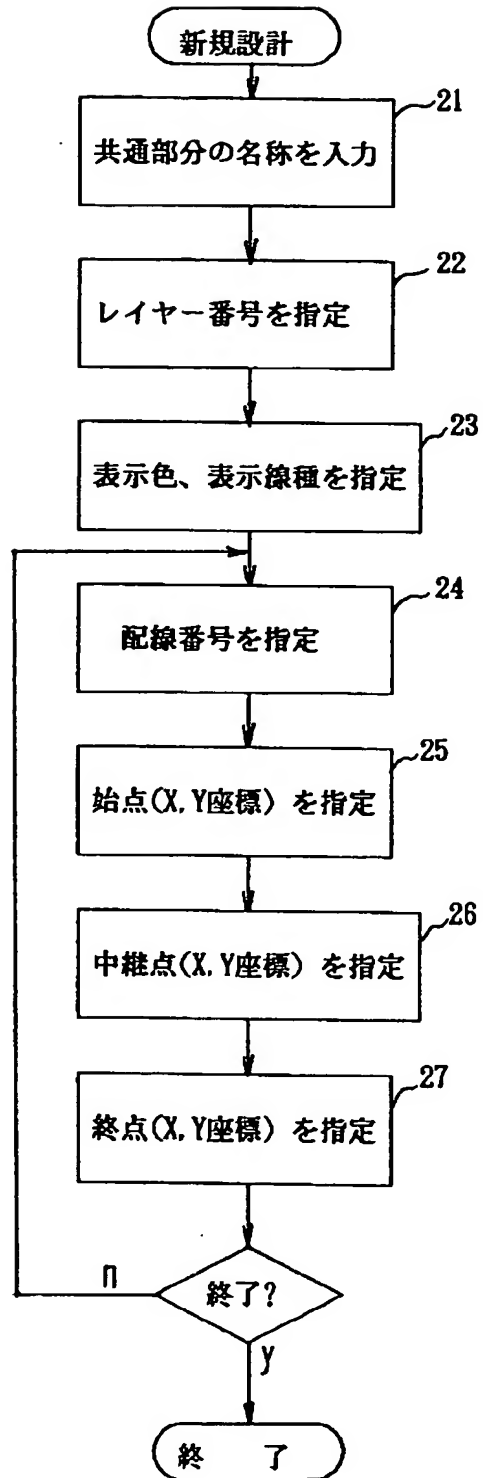 新規設計
21
共通部分の名称を入力
22
レイヤー番号を指定
23
表示色、表示線種を指定
24
配線番号を指定
25
始点(X,Y座標)を指定
26
中継点(X,Y座標)を指定
27
終点(X,Y座標)を指定
n
終了?
y
終　了